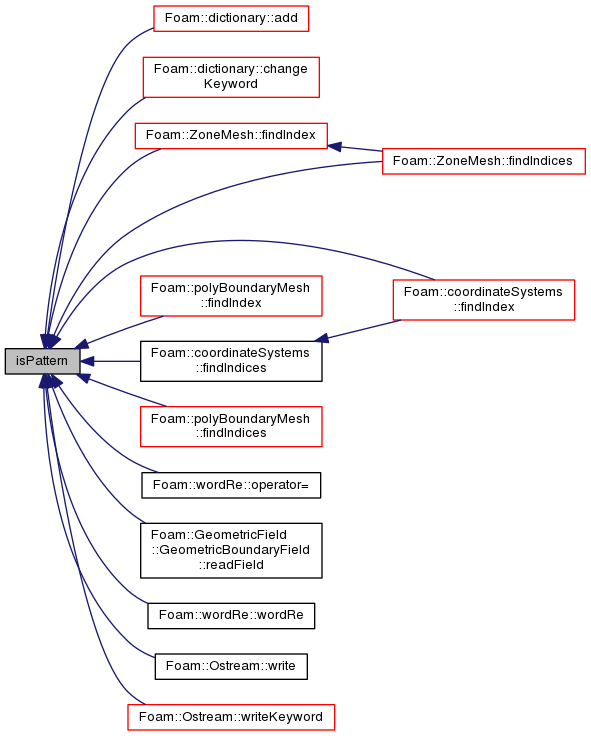 Foam::dictionary::add
Foam::dictionary::change
Keyword
Foam::ZoneMesh::findIndex
Foam::ZoneMesh::findIndices
Foam::polyBoundaryMesh
::findIndex
Foam::coordinateSystems
::findIndex
isPattern
Foam::coordinateSystems
::findIndices
Foam::polyBoundaryMesh
::findIndices
Foam::wordRe::operator=
Foam::GeometricField
::GeometricBoundaryField
::readField
Foam::wordRe::wordRe
Foam::Ostream::write
Foam::Ostream::writeKeyword